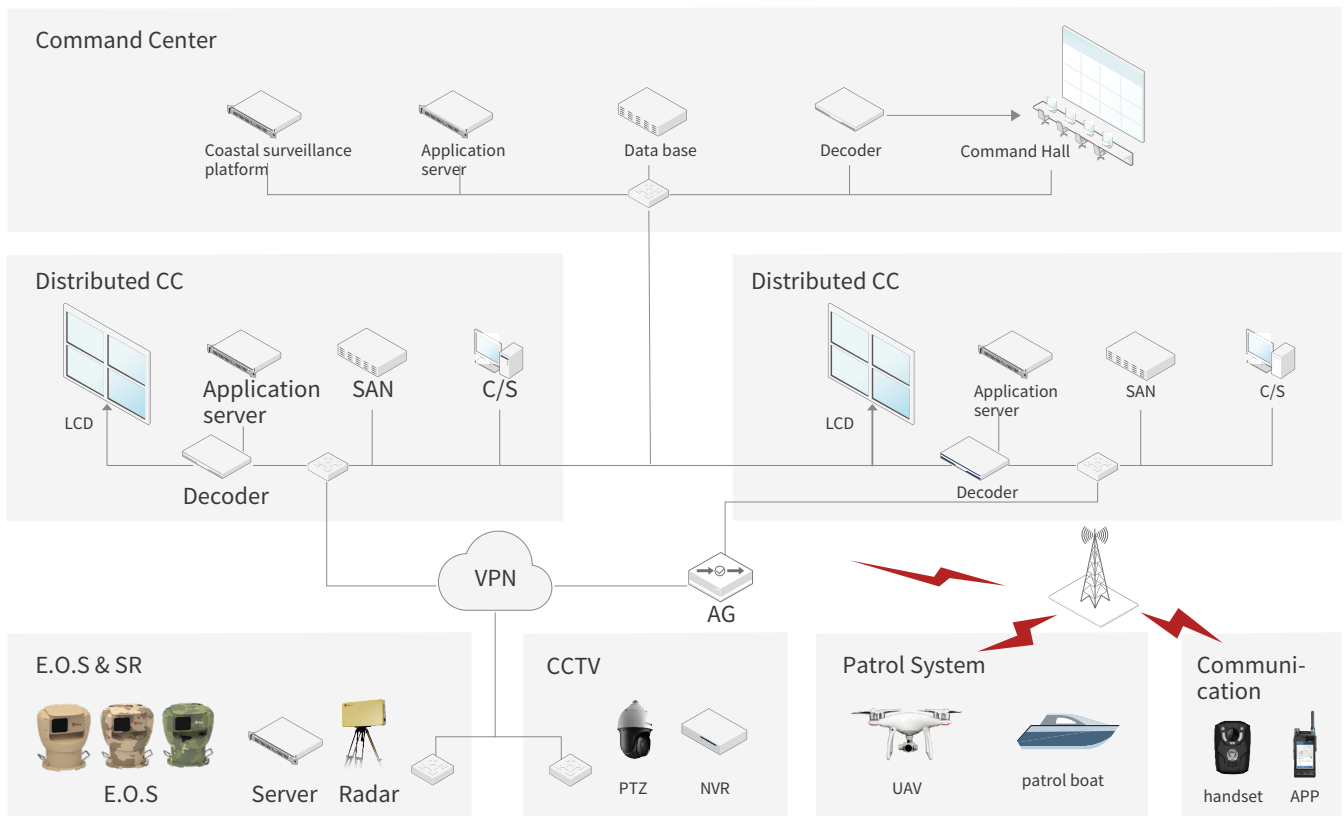 Command Center
Coastal surveillance
platform
Application
server
Data base
Decoder
Command Hall
Distributed CC
LCD
Application
server
SAN
C/S
Decoder
Distributed CC
LCD
Application
server
SAN
C/S
Decoder
VPN
AG
E.O.S & SR
E.O.S
Server
Radar
CCTV
PTZ
NVR
Patrol System
UAV
patrol boat
Communi-
cation
handset
APP